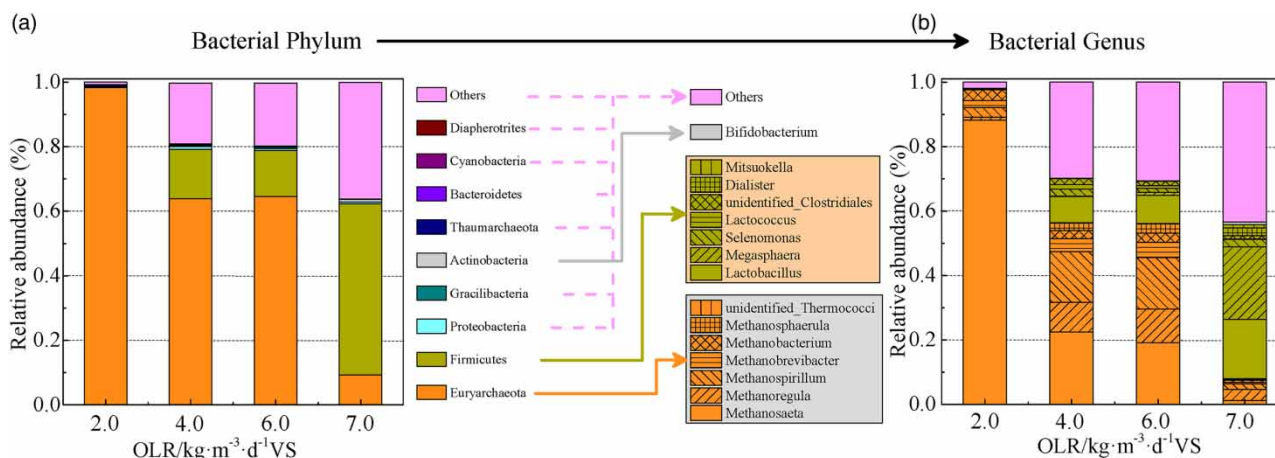 (a)
Bacterial Phylum
(b)
Bacterial Genus
Relative abundance (%)
1.0
0.8
0.6
0.4
0.2
0.0
2.0 4.0 6.0 7.0
OLR/kg·m⁻³·d⁻¹VS
Others
Diapherotrites
Cyanobacteria
Bacteroidetes
Thaumarchaeota
Actinobacteria
Gracilibacteria
Proteobacteria
Firmicutes
Euryarchaeota
Others
Bifidobacterium
Mitsuokella
Dialister
unidentified_Clostridiales
Lactococcus
Selenomonas
Megasphaera
Lactobacillus
unidentified_Thermococci
Methanosphaerula
Methanobacterium
Methanobrevibacter
Methanospirillum
Methanoregula
Methanosaeta
Relative abundance (%)
1.0
0.8
0.6
0.4
0.2
0.0
2.0 4.0 6.0 7.0
OLR/kg·m⁻³·d⁻¹VS